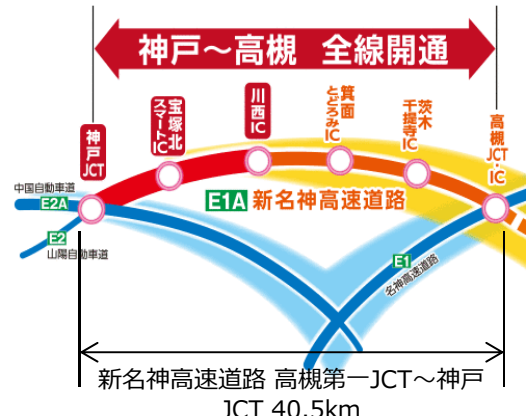 神戸～高槻 全線開通
神戸JCT
宝塚北
スマートIC
川西IC
箕面
とどろみ
IC
茨木
千提寺IC
高槻JCT・IC
中国自動車道
E2A
E1A 新名神高速道路
E2
山陽自動車道
E1
名神高速道路
新名神高速道路 高槻第一JCT～神戸
JCT 40.5km